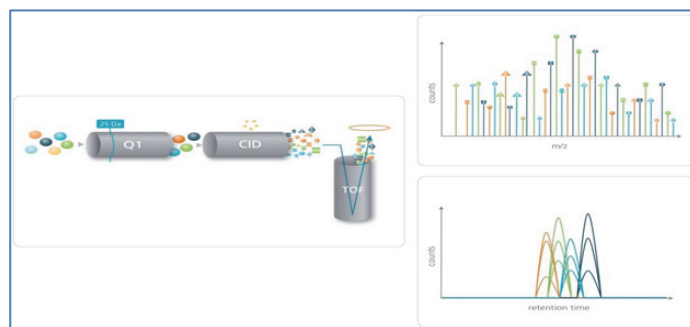 25 Da
Q1
CID
TOF
counts
m/z
counts
retention time